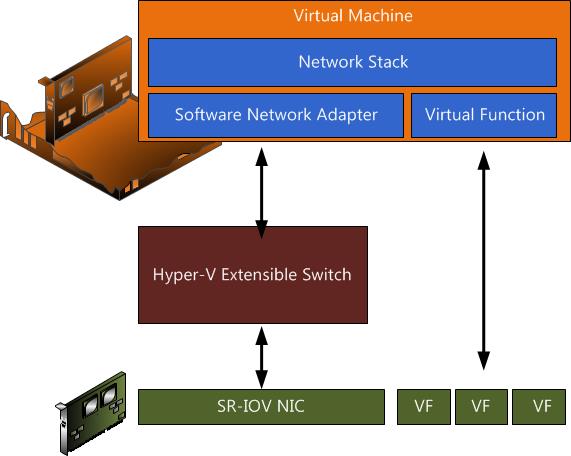 Virtual Machine
Network Stack
Software Network Adapter
Virtual Function
Hyper-V Extensible Switch
SR-IOV NIC
VF
VF
VF